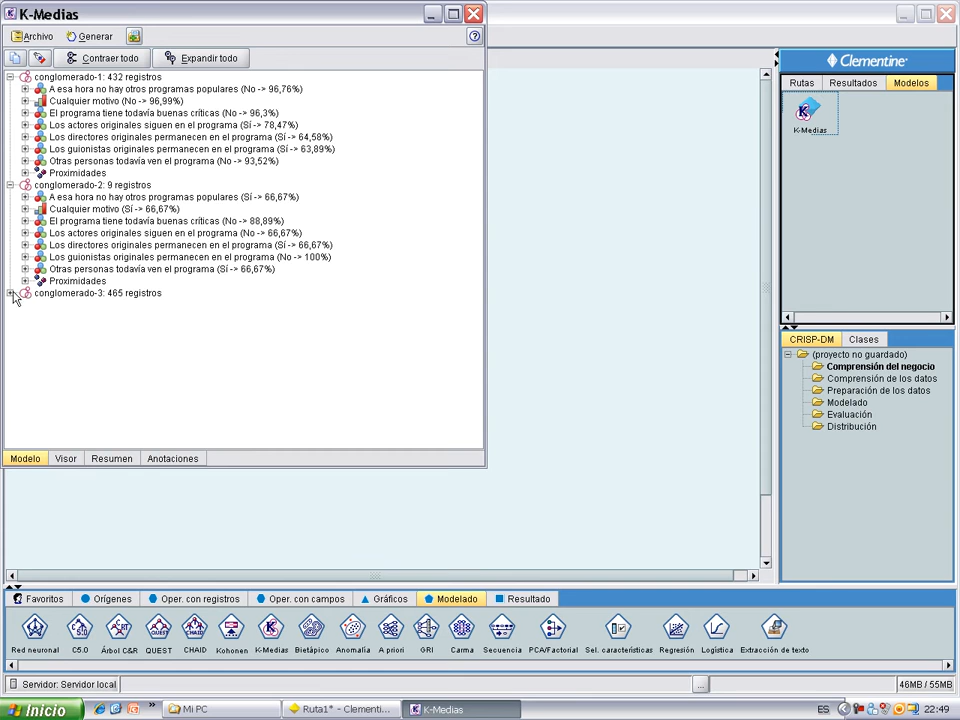 K-Medias
Archivo Generar
Contraer todo Expandir todo
conglomerado-1: 432 registros
A esa hora no hay otros programas populares (No -> 96,76%)
Cualquier motivo (No -> 96,99%)
El programa tiene todavía buenas críticas (No -> 96,3%)
Los actores originales siguen en el programa (Sí -> 78,47%)
Los directores originales permanecen en el programa (Sí -> 64,58%)
Los guionistas originales permanecen en el programa (Sí -> 63,89%)
Otras personas todavía ven el programa (No -> 93,52%)
Proximidades
conglomerado-2: 9 registros
A esa hora no hay otros programas populares (Sí -> 66,67%)
Cualquier motivo (Sí -> 66,67%)
El programa tiene todavía buenas críticas (No -> 88,89%)
Los actores originales siguen en el programa (No -> 66,67%)
Los directores originales permanecen en el programa (Sí -> 66,67%)
Los guionistas originales permanecen en el programa (No -> 100%)
Otras personas todavía ven el programa (Sí -> 66,67%)
Proximidades
conglomerado-3: 465 registros
Modelo Visor Resumen Anotaciones
Clementine
Rutas Resultados Modelos
K-Medias
CRISP-DM Clases
(proyecto no guardado)
Comprensión del negocio
Comprensión de los datos
Preparación de los datos
Modelado
Evaluación
Distribución
Favoritos Orígenes Oper. con registros Oper. con campos Gráficos Modelado Resultado
Red neuronal C5.0 Árbol C&R QUEST CHAID Kohonen K-Medias Bietápico Anomalía A priori GRI Carma Secuencia PCA/Factorial Sel. características Regresión Logística Extracción de texto
Servidor: Servidor local ... 46MB / 55MB
Inicio » Mi PC Ruta1* - Clementi... K-Medias ES 22:49